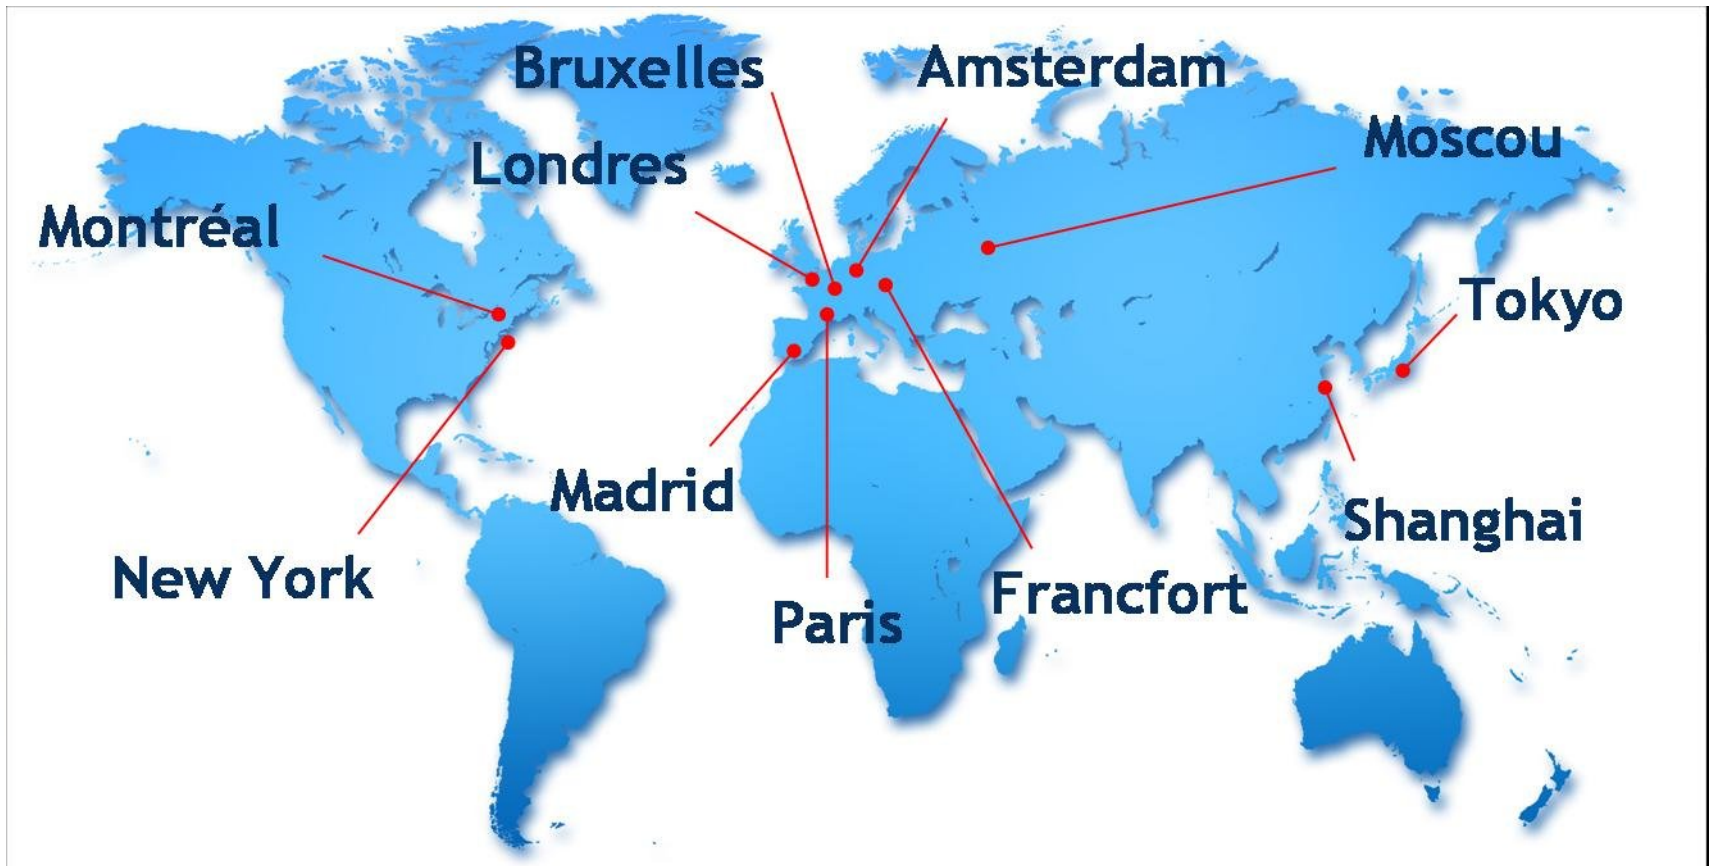 Bruxelles
Amsterdam
Moscou
Londres
Montréal
Tokyo
Madrid
Shanghai
New York
Francfort
Paris